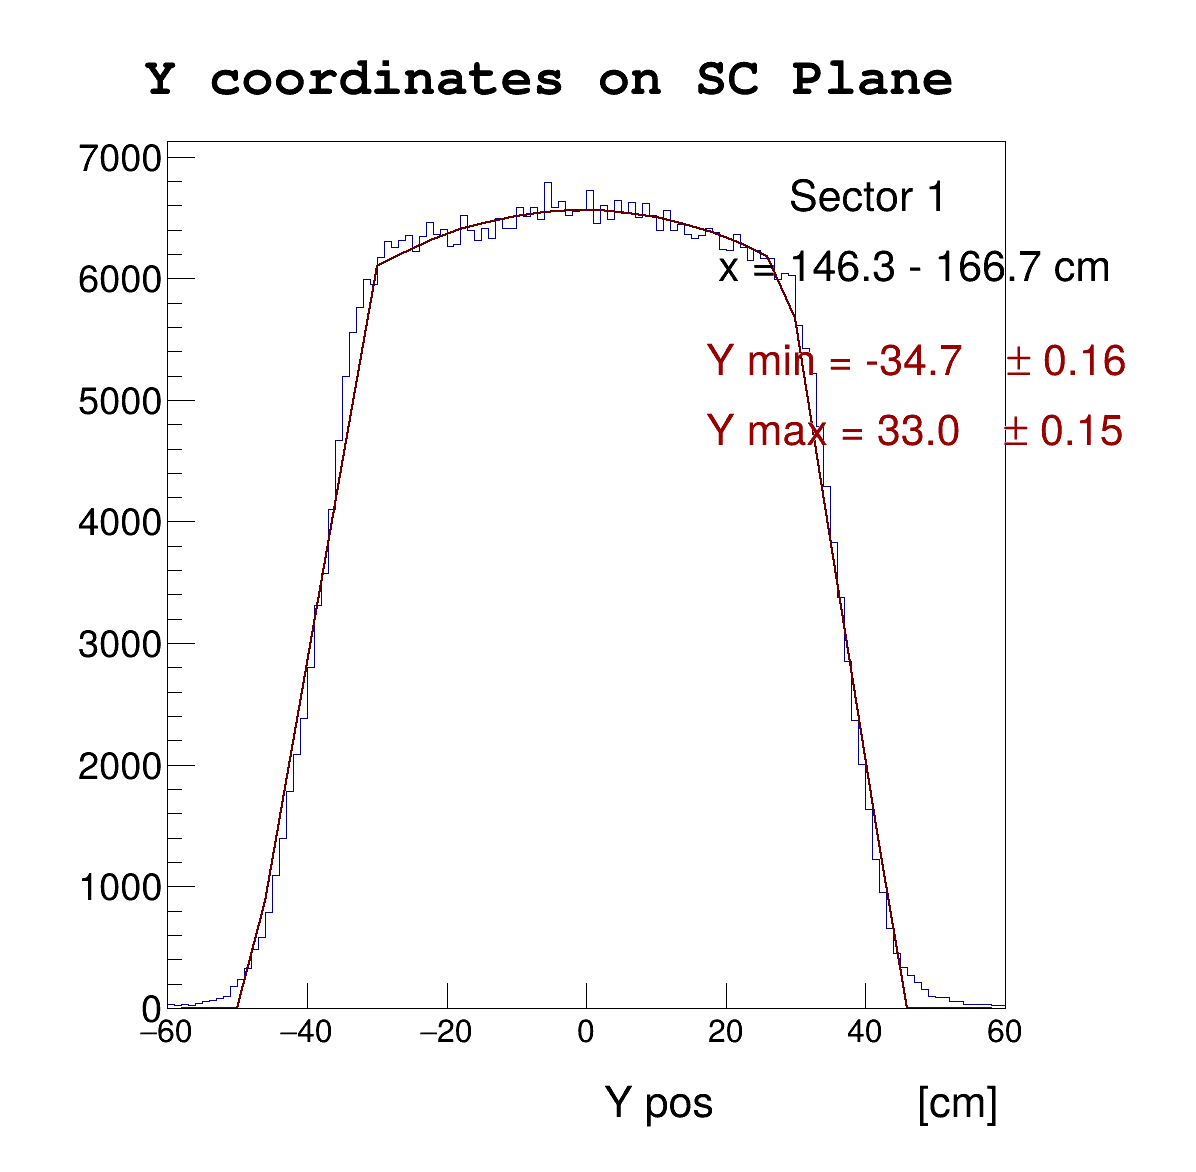 Y coordinates on SC Plane
7000
Sector 1
6000
x = 146.3 - 166.7 cm
5000
Y min = -34.7 ± 0.16
Y max = 33.0 ± 0.15
4000
3000
2000
1000
0
−60 −40 −20 0 20 40 60
Y pos [cm]